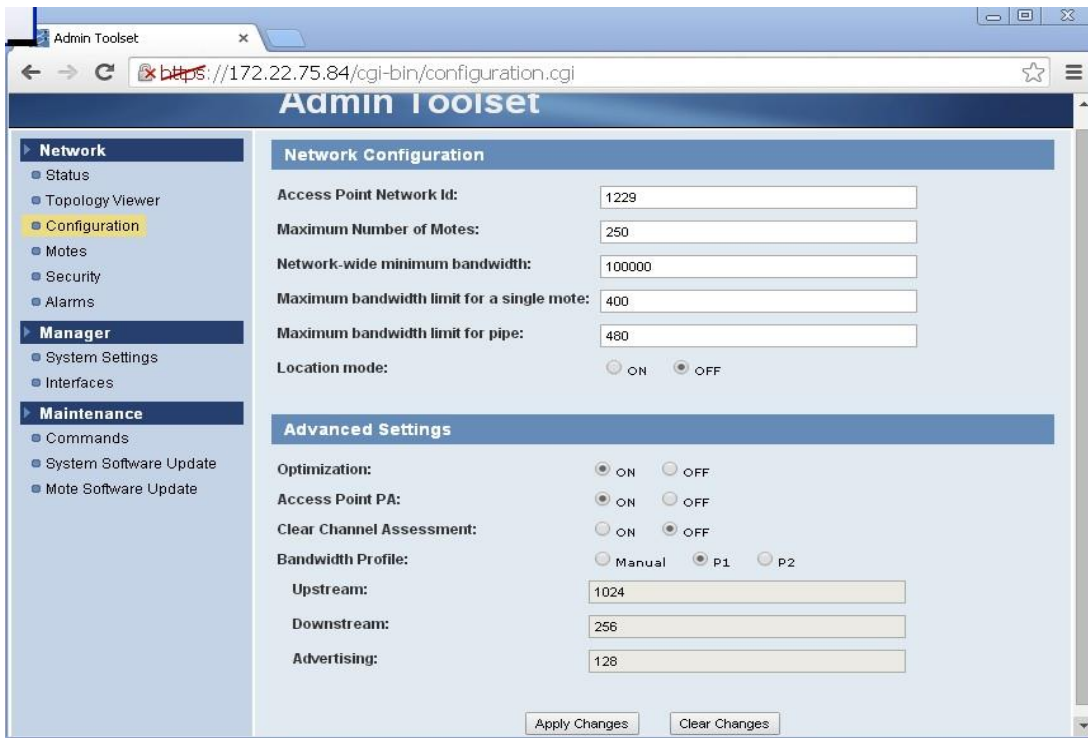 Admin Toolset
https://172.22.75.84/cgi-bin/configuration.cgi
Admin Toolset
Network
Status
Topology Viewer
Configuration
Motes
Security
Alarms
Manager
System Settings
Interfaces
Maintenance
Commands
System Software Update
Mote Software Update
Network Configuration
Access Point Network Id: 1229
Maximum Number of Motes: 250
Network-wide minimum bandwidth: 100000
Maximum bandwidth limit for a single mote: 400
Maximum bandwidth limit for pipe: 480
Location mode: ON OFF
Advanced Settings
Optimization: ON OFF
Access Point PA: ON OFF
Clear Channel Assessment: ON OFF
Bandwidth Profile: Manual P1 P2
Upstream: 1024
Downstream: 256
Advertising: 128
Apply Changes Clear Changes